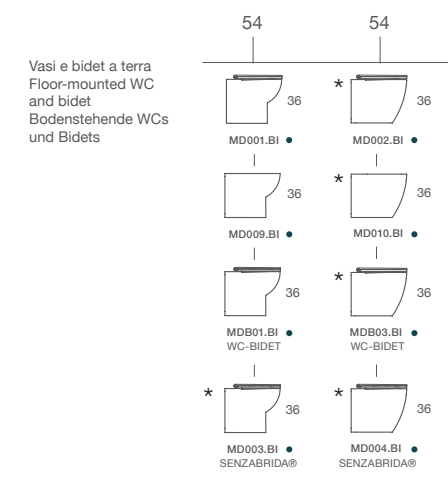 54 54
Vasi e bidet a terra
Floor-mounted WC
and bidet
Bodenstehende WCs
und Bidets
36 * 36
MD001.BI ● MD002.BI ●
36 * 36
MD009.BI ● MD010.BI ●
36 * 36
MDB01.BI ● MDB03.BI ●
WC-BIDET WC-BIDET
* 36 * 36
MD003.BI ● MD004.BI ●
SENZABRIDA® SENZABRIDA®